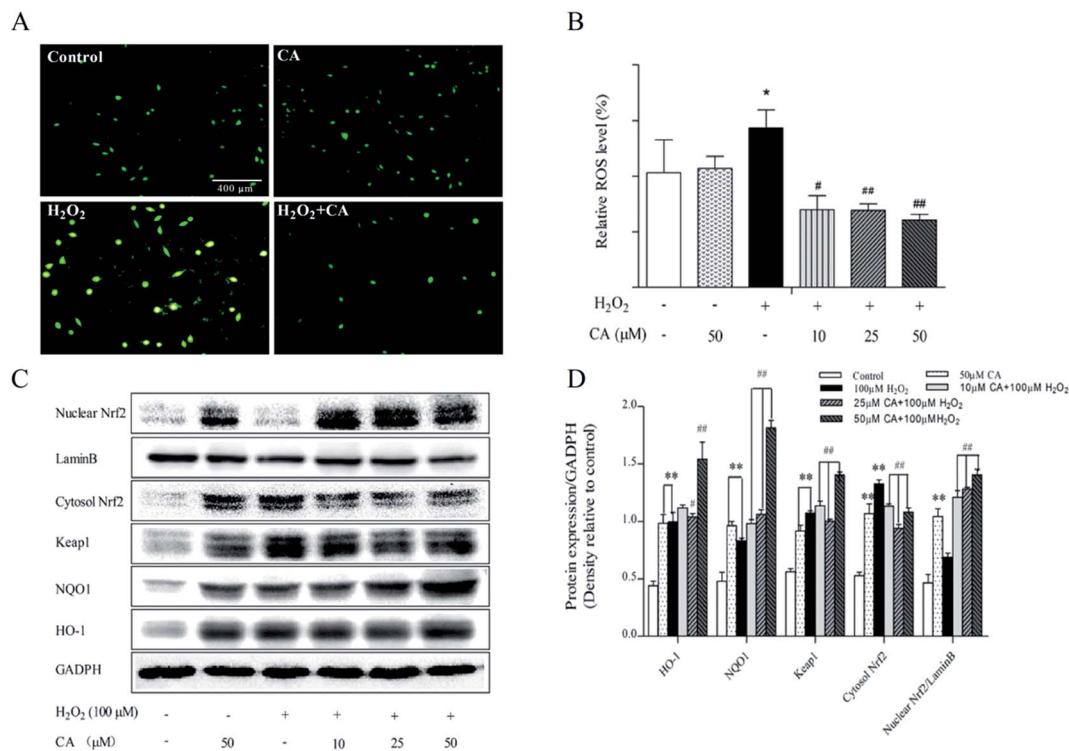 A
Control
CA
400 μm
H₂O₂
H₂O₂+CA
B
Relative ROS level (%)
*
#
##
##
H₂O₂ - - + + + +
CA (μM) - 50 - 10 25 50
C
Nuclear Nrf2
LaminB
Cytosol Nrf2
Keap1
NQO1
HO-1
GADPH
H₂O₂ (100 μM) - - + + + +
CA (μM) - 50 - 10 25 50
D
Control
50μM CA
100μM H₂O₂
10μM CA+100μM H₂O₂
25μM CA+100μM H₂O₂
50μM CA+100μMH₂O₂
Protein expression/GADPH
(Density relative to control)
2.0
1.5
1.0
0.5
0.0
**
#
##
**
##
**
##
**
**
##
**
##
HO-1
NQO1
Keap1
Cytosol Nrf2
Nuclear Nrf2/LaminB